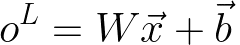 $o^L = W\vec{x} + \vec{b}$